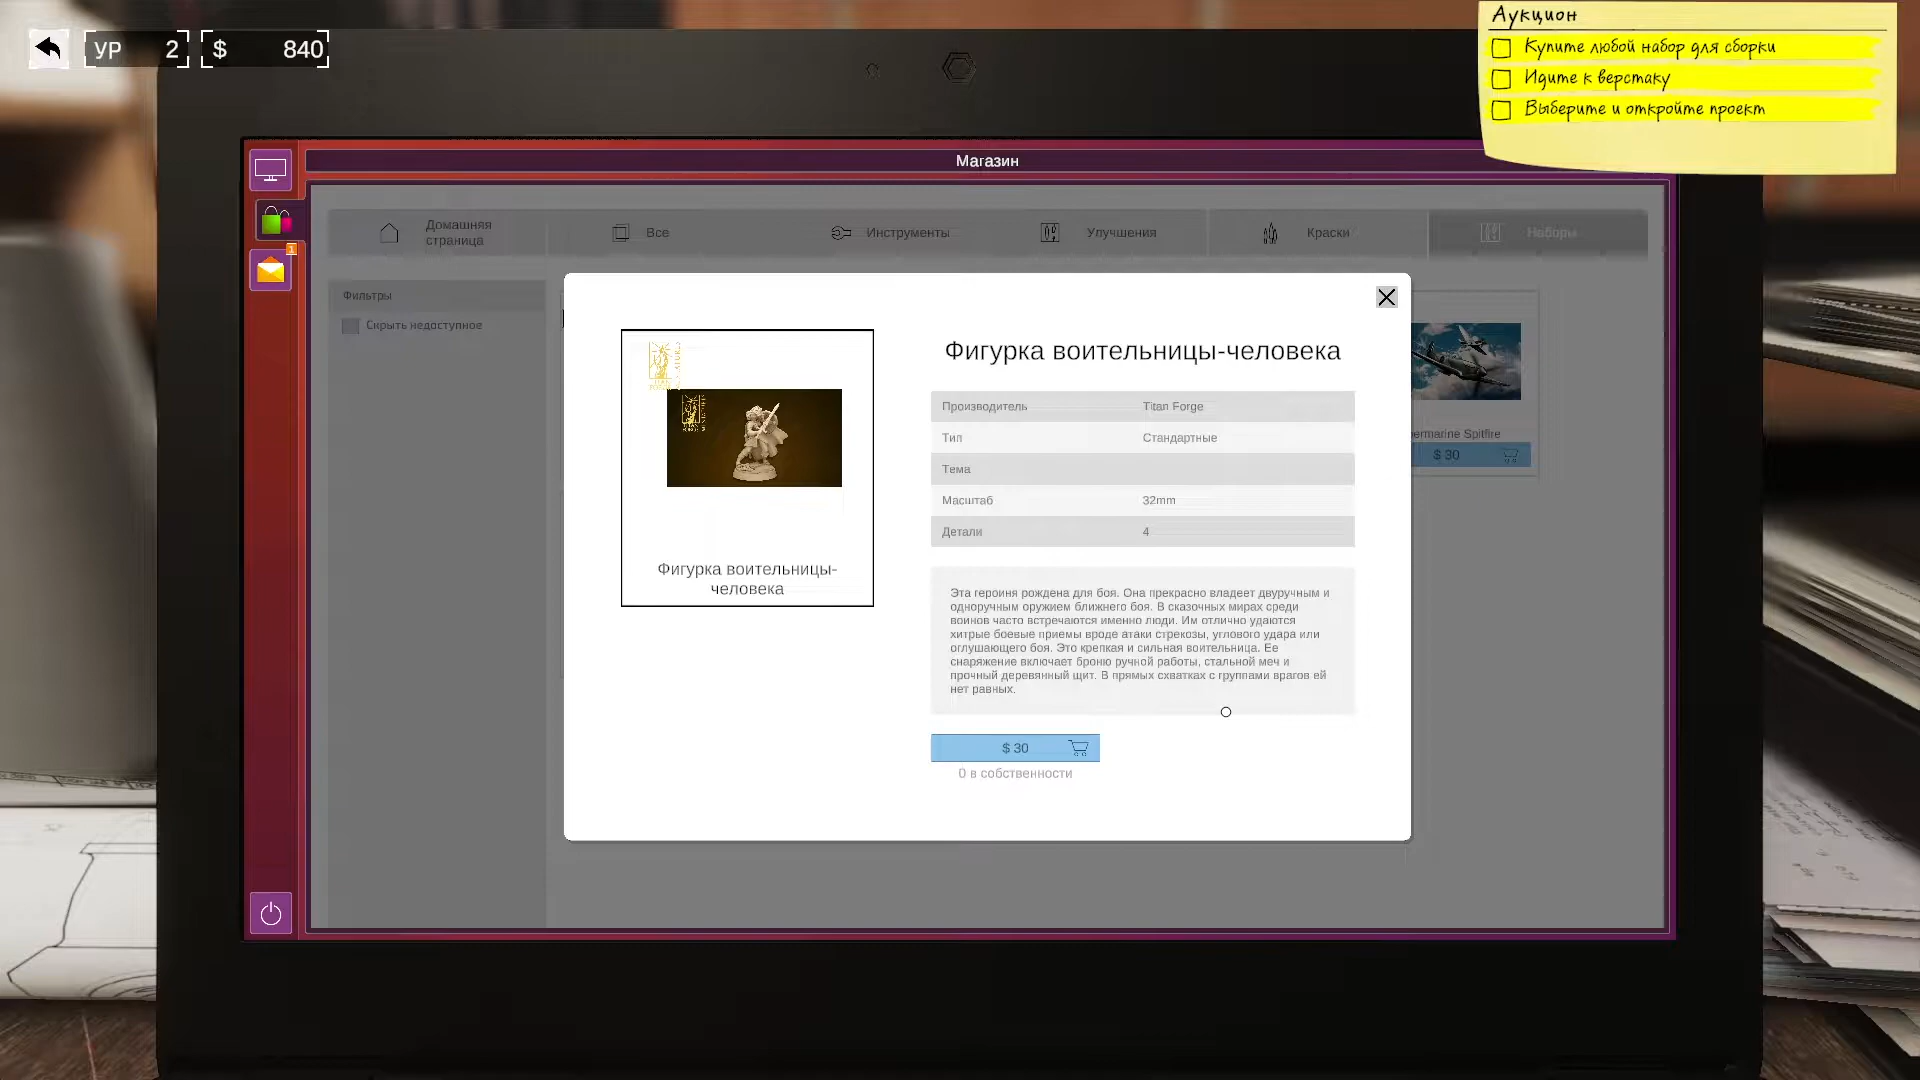 УР 2 $ 840
Аукцион
Купите любой набор для сборки
Идите к верстаку
Выберите и откройте проект
Магазин
Домашняя
страница
Все
Инструменты
Улучшения
Краски
Наборы
1
Фильтры
Скрыть недоступное
Фигурка воительницы-
человека
Фигурка воительницы-человека
Производитель Titan Forge
Тип Стандартные
Тема
Масштаб 32mm
Детали 4
Эта героиня рождена для боя. Она прекрасно владеет двуручным и
одноручным оружием ближнего боя. В сказочных мирах среди
воинов часто встречаются именно люди. Им отлично удаются
хитрые боевые приемы вроде атаки стрекозы, углового удара или
оглушающего боя. Это крепкая и сильная воительница. Ее
снаряжение включает броню ручной работы, стальной меч и
прочный деревянный щит. В прямых схватках с группами врагов ей
нет равных.
$ 30
0 в собственности
ermarine Spitfire
$ 30